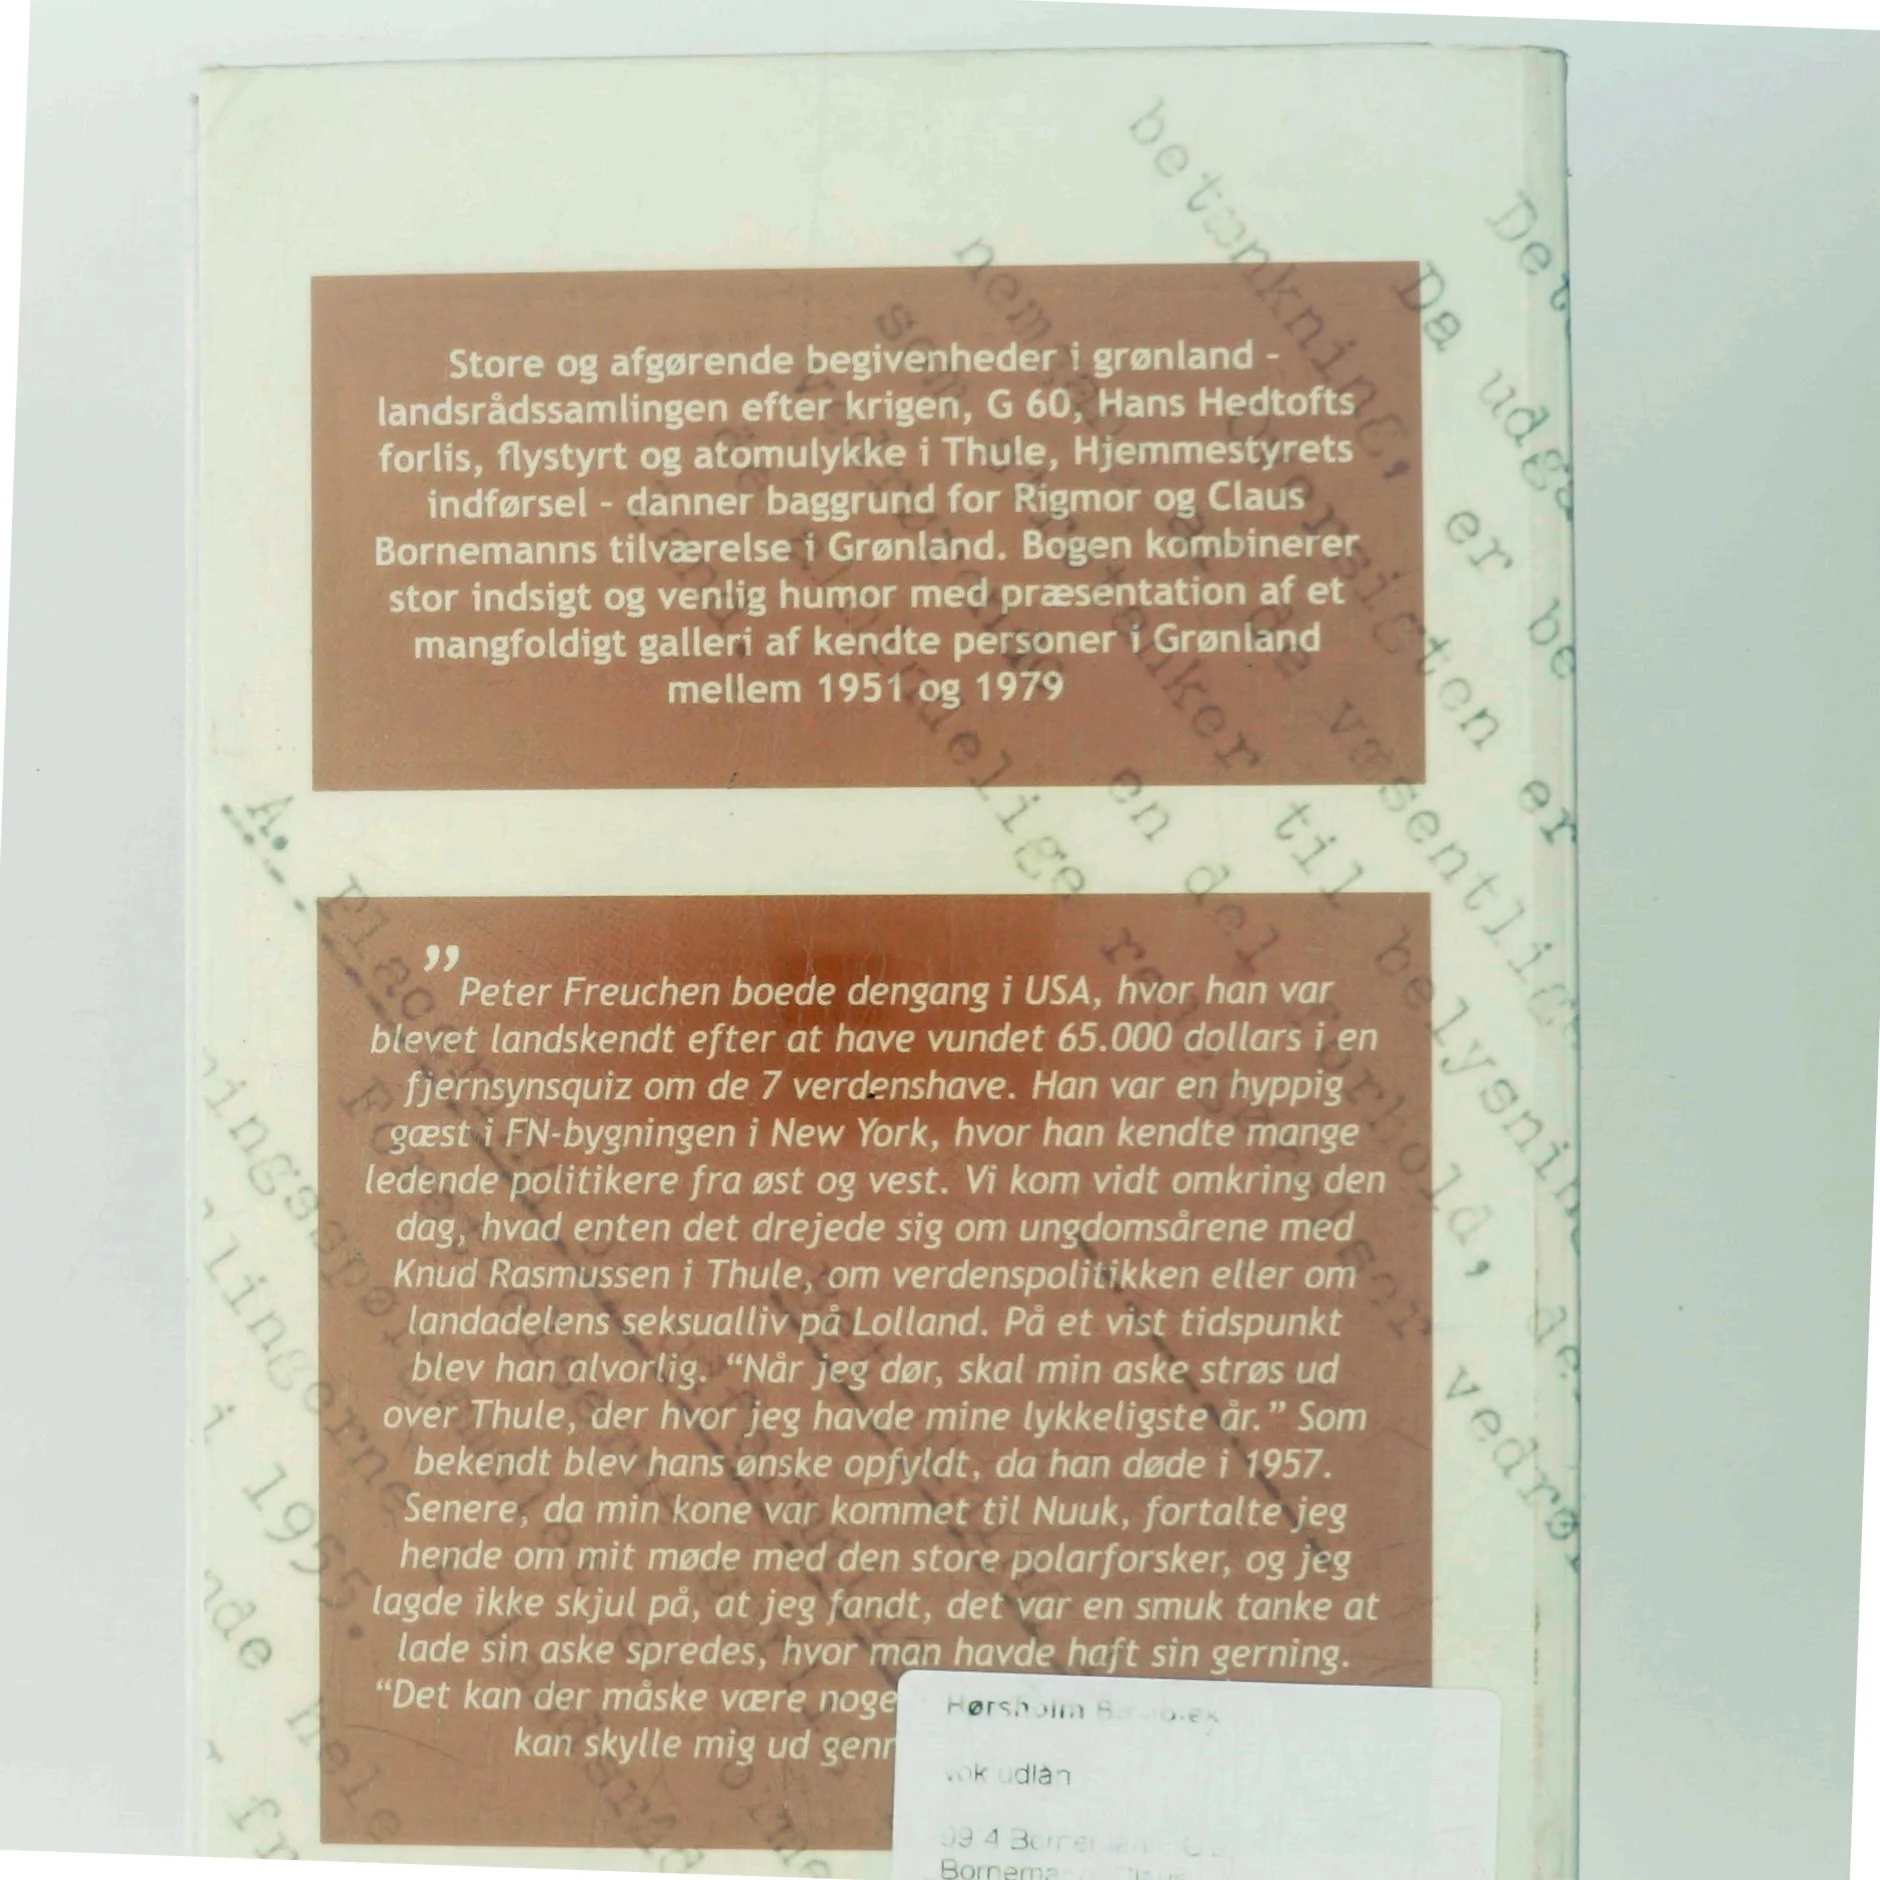 Store og afgørende begivenheder i grønland -
landsrådssamlingen efter krigen, G 60, Hans Hedtofts
forlis, flystyrt og atomulykke i Thule, Hjemmestyrets
indførsel - danner baggrund for Rigmor og Claus
Bornemanns tilværelse i Grønland. Bogen kombinerer
stor indsigt og venlig humor med præsentation af et
mangfoldigt galleri af kendte personer i Grønland
mellem 1951 og 1979
”Peter Freuchen boede dengang i USA, hvor han var
blevet landskendt efter at have vundet 65.000 dollars i en
fjernsynsquiz om de 7 verdenshave. Han var en hyppig
gæst i FN-bygningen i New York, hvor han kendte mange
ledende politikere fra øst og vest. Vi kom vidt omkring den
dag, hvad enten det drejede sig om ungdomsårene med
Knud Rasmussen i Thule, om verdenspolitikken eller om
landadelens seksualliv på Lolland. På et vist tidspunkt
blev han alvorlig. “Når jeg dør, skal min aske strøs ud
over Thule, der hvor jeg havde mine lykkeligste år.” Som
bekendt blev hans ønske opfyldt, da han døde i 1957.
Senere, da min kone var kommet til Nuuk, fortalte jeg
hende om mit møde med den store polarforsker, og jeg
lagde ikke skjul på, at jeg fandt, det var en smuk tanke at
lade sin aske spredes, hvor man havde haft sin gerning.
“Det kan der måske være noge
kan skylle mig ud genn
Hørsholm
udlån
betænkning, er be
Da udg
i 1955.